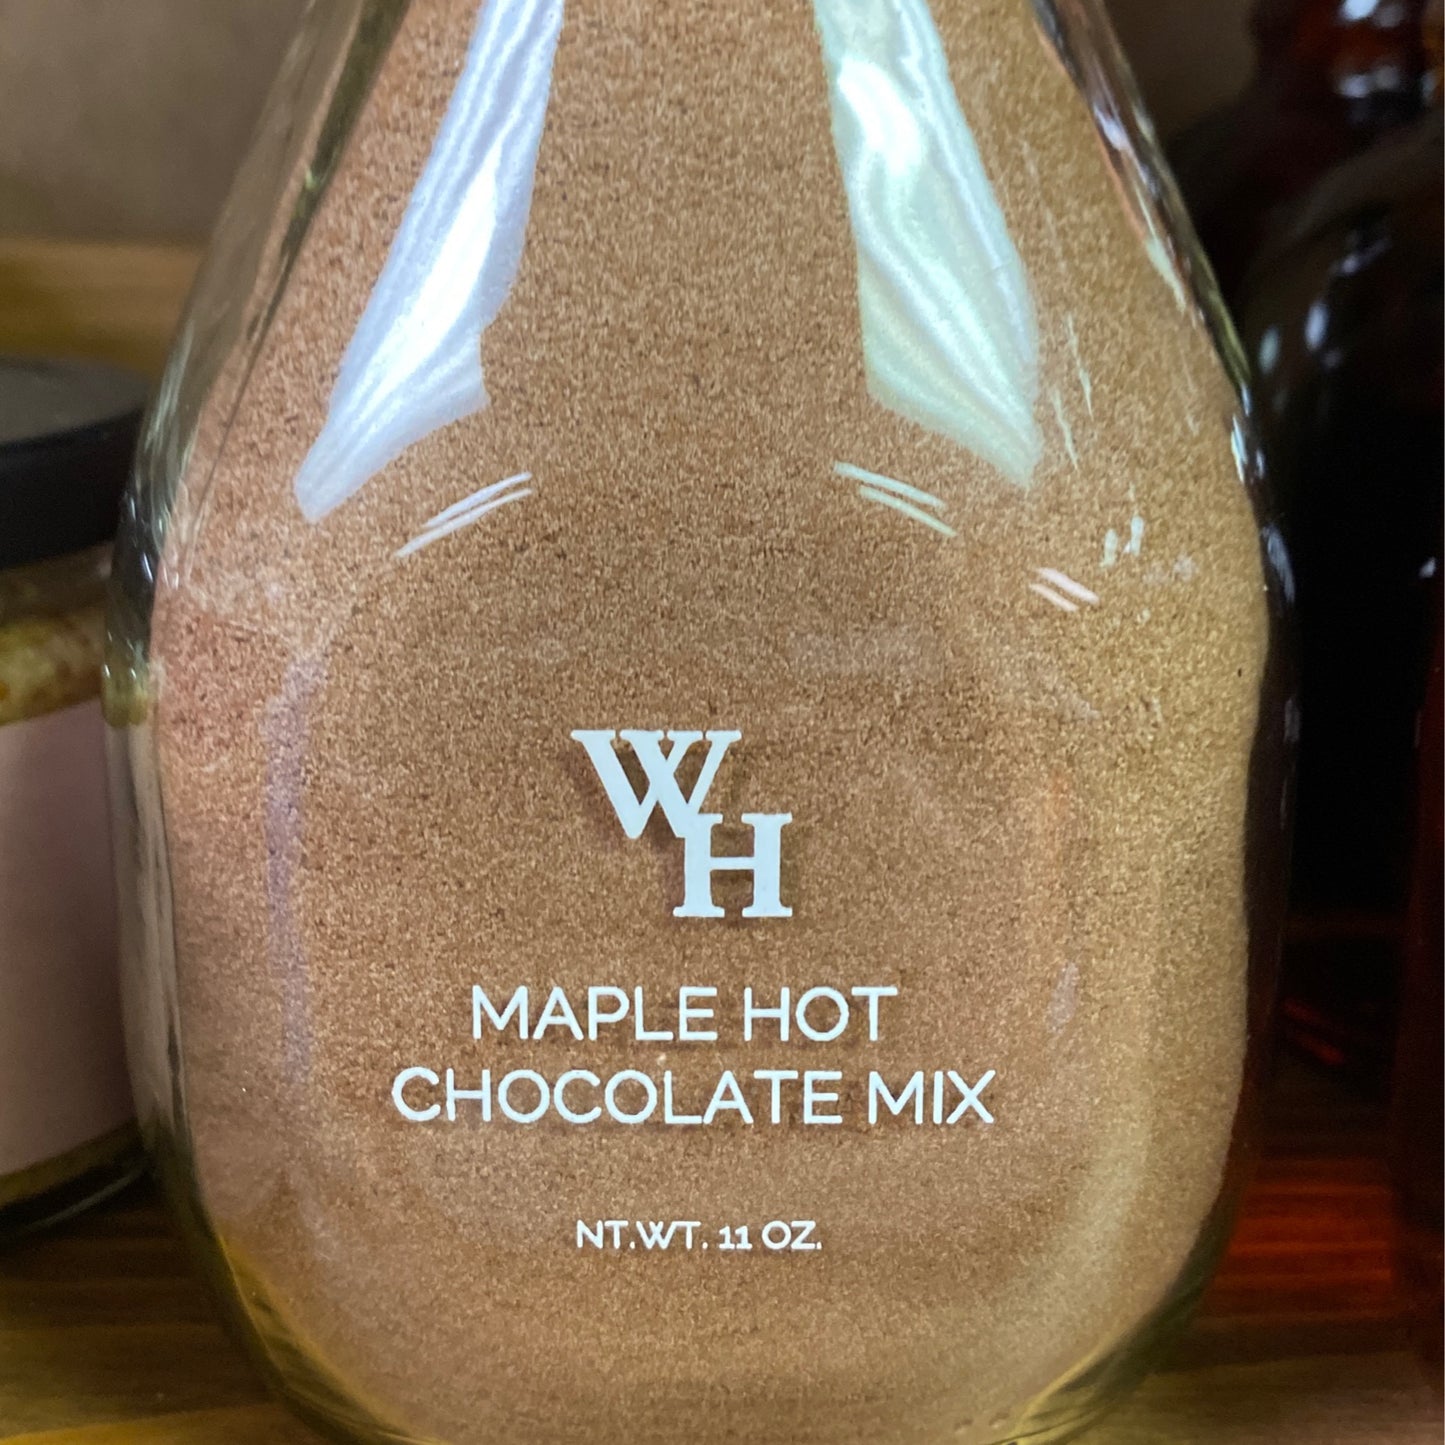 WH
MAPLE HOT
CHOCOLATE MIX
NT.WT. 11 OZ.